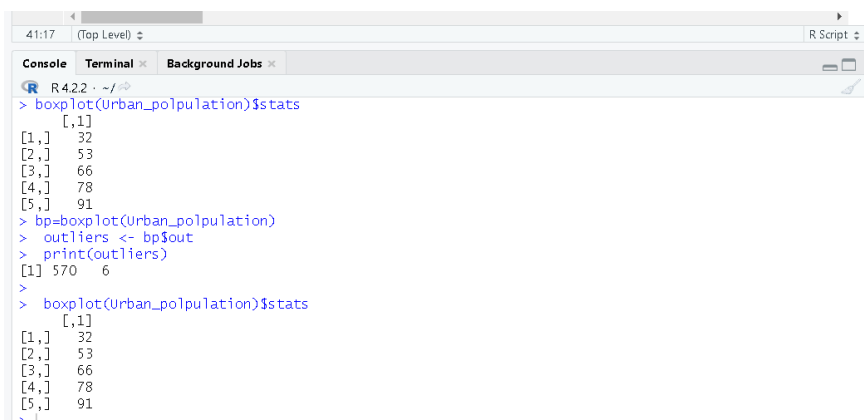 41:17 (Top Level) R Script
Console Terminal × Background Jobs ×
R R 4.2.2 · ~/
> boxplot(Urban_polpulation)$stats
     [,1]
[1,]   32
[2,]   53
[3,]   66
[4,]   78
[5,]   91
> bp=boxplot(Urban_polpulation)
>  outliers <- bp$out
>  print(outliers)
[1] 570   6
>
>  boxplot(Urban_polpulation)$stats
     [,1]
[1,]   32
[2,]   53
[3,]   66
[4,]   78
[5,]   91
>